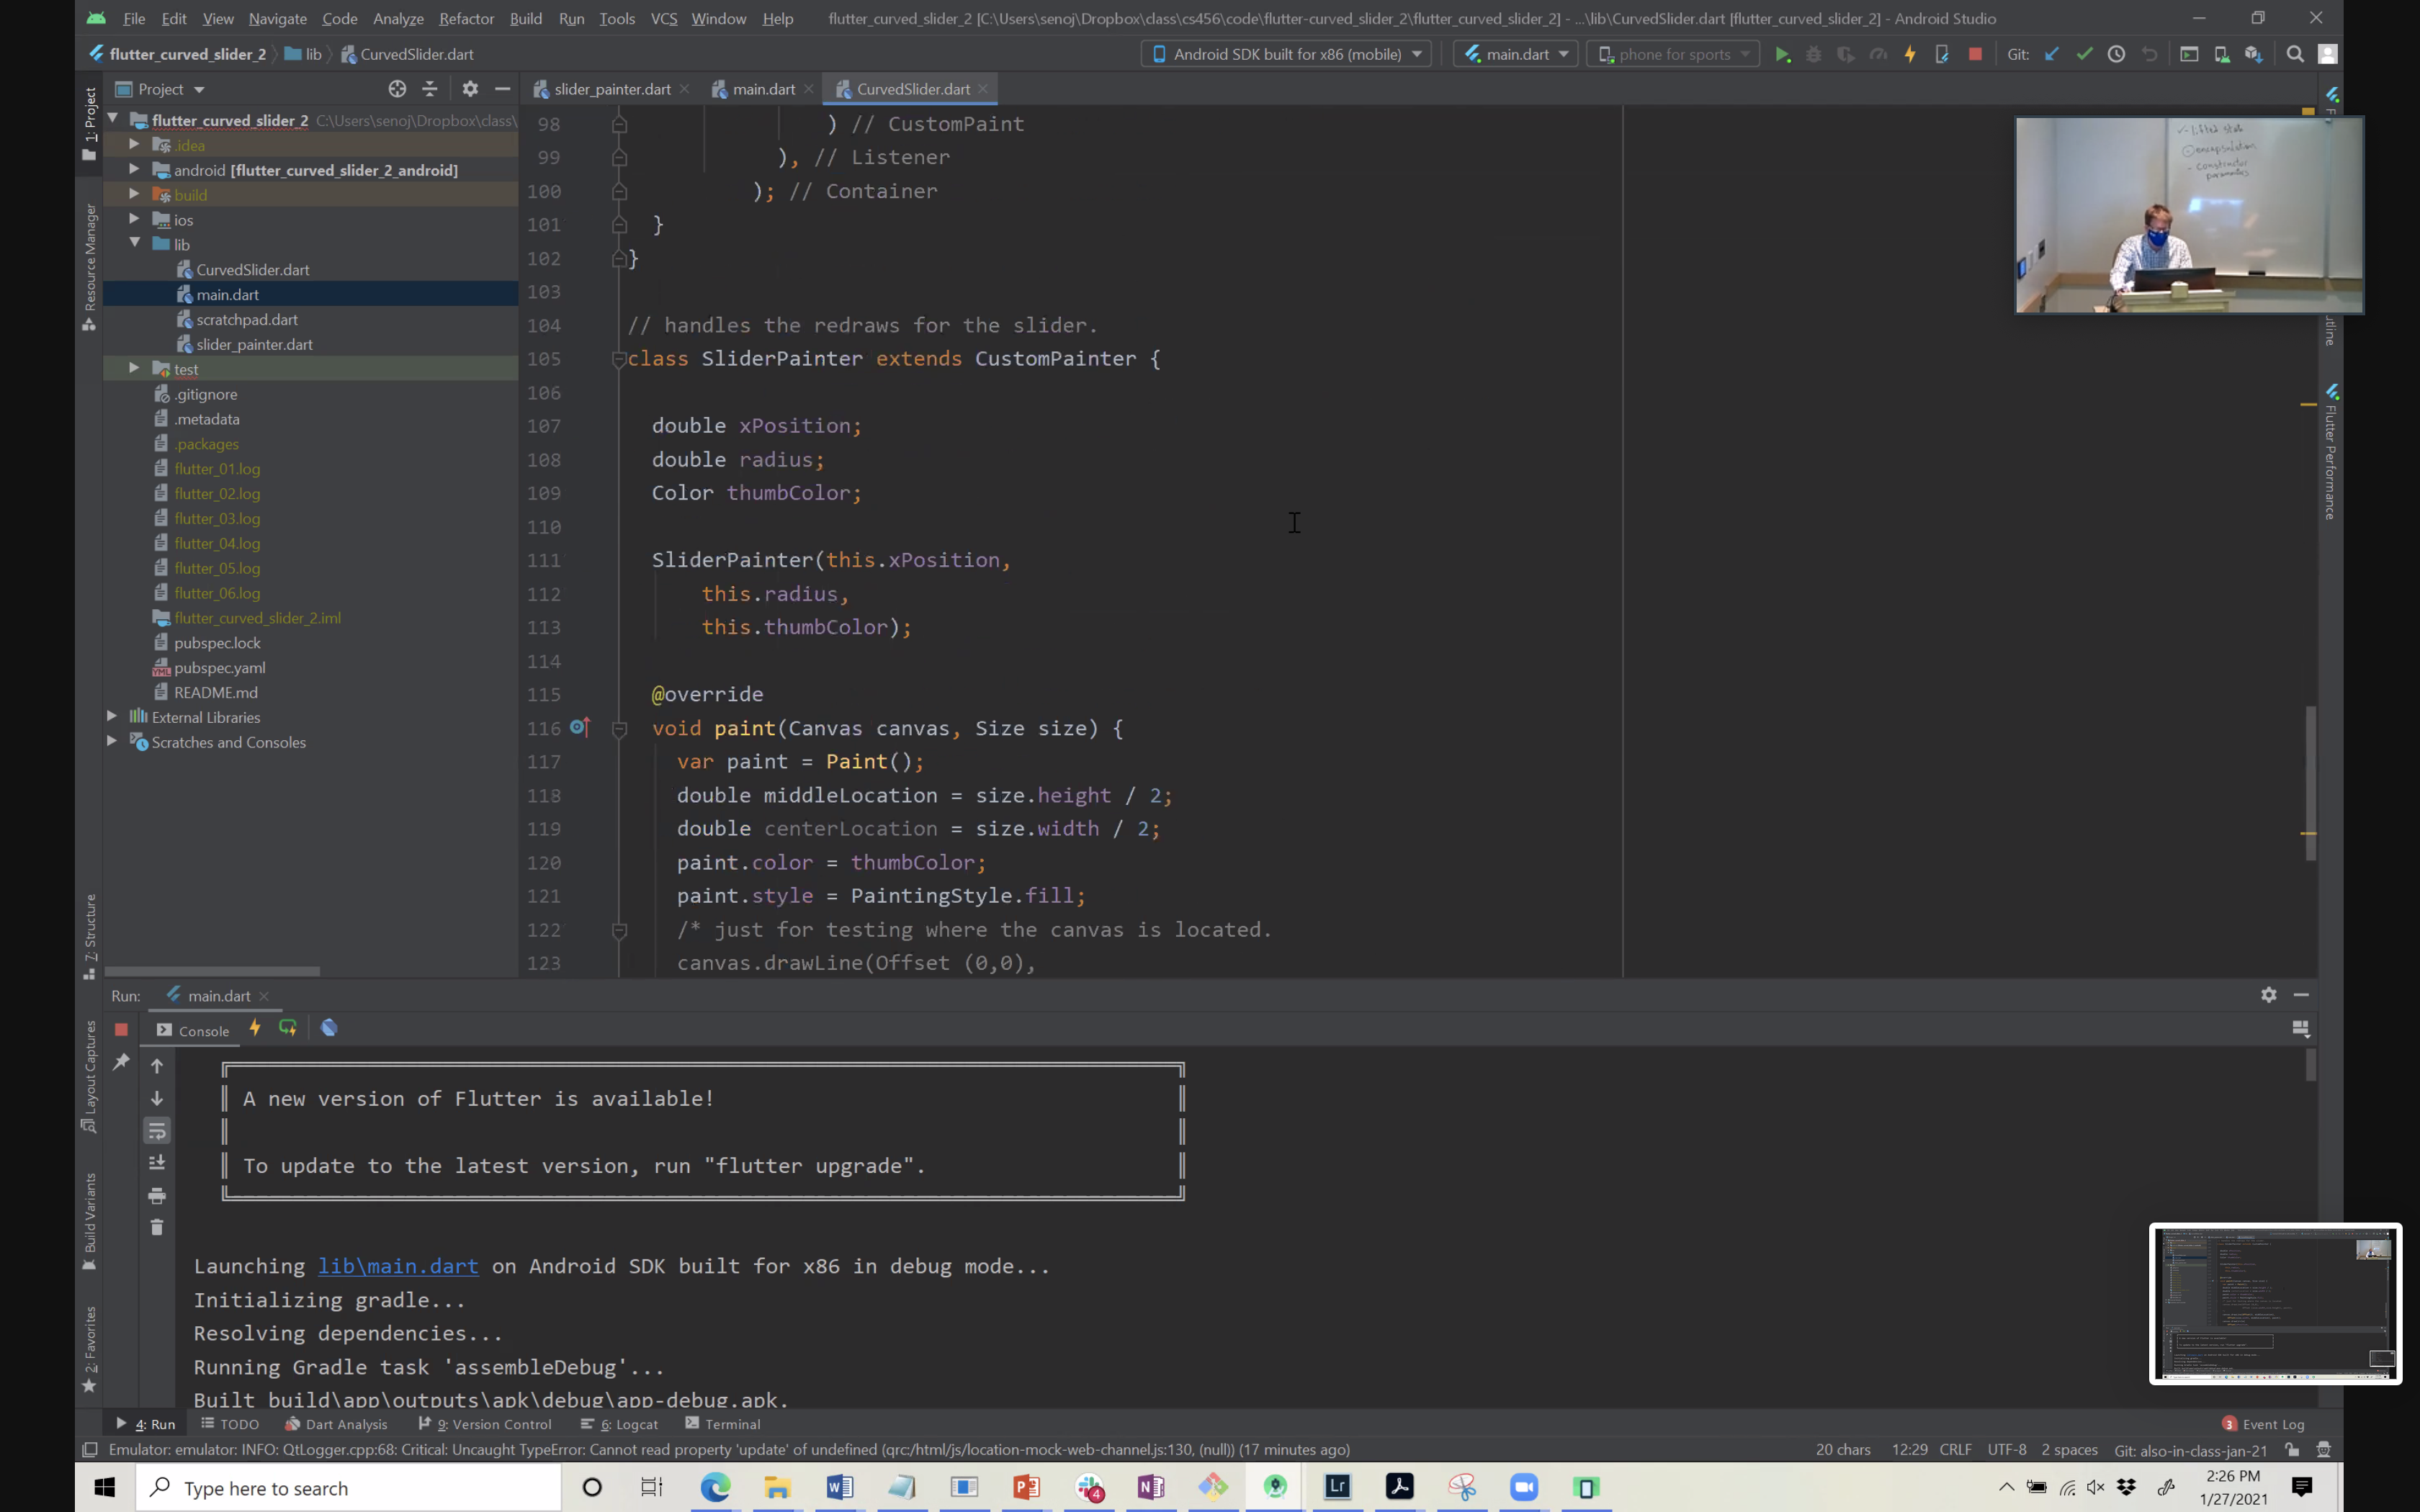 File Edit View Navigate Code Analyze Refactor Build Run Tools VCS Window Help flutter_curved_slider_2 [C:\Users\senoj\Dropbox\class\cs456\code\flutter-curved_slider_2\flutter_curved_slider_2] - ...\lib\CurvedSlider.dart [flutter_curved_slider_2] - Android Studio
flutter_curved_slider_2 lib CurvedSlider.dart Android SDK built for x86 (mobile) main.dart phone for sports Git:
Project slider_painter.dart main.dart CurvedSlider.dart
1: Project
Resource Manager
7: Structure
Layout Captures
Build Variants
2: Favorites
flutter_curved_slider_2 C:\Users\senoj\Dropbox\class\
.idea
android [flutter_curved_slider_2_android]
build
ios
lib
CurvedSlider.dart
main.dart
scratchpad.dart
slider_painter.dart
test
.gitignore
.metadata
.packages
flutter_01.log
flutter_02.log
flutter_03.log
flutter_04.log
flutter_05.log
flutter_06.log
flutter_curved_slider_2.iml
pubspec.lock
pubspec.yaml
README.md
External Libraries
Scratches and Consoles
98 ) // CustomPaint
99 ), // Listener
100 ); // Container
101 }
102 }
103
104 // handles the redraws for the slider.
105 class SliderPainter extends CustomPainter {
106
107 double xPosition;
108 double radius;
109 Color thumbColor;
110
111 SliderPainter(this.xPosition,
112 this.radius,
113 this.thumbColor);
114
115 @override
116 void paint(Canvas canvas, Size size) {
117 var paint = Paint();
118 double middleLocation = size.height / 2;
119 double centerLocation = size.width / 2;
120 paint.color = thumbColor;
121 paint.style = PaintingStyle.fill;
122 /* just for testing where the canvas is located.
123 canvas.drawLine(Offset (0,0),
encapsulation
- constructor
parameters
utline
Flutter Performance
Run: main.dart
Console
A new version of Flutter is available!
To update to the latest version, run "flutter upgrade".
Launching lib\main.dart on Android SDK built for x86 in debug mode...
Initializing gradle...
Resolving dependencies...
Running Gradle task 'assembleDebug'...
Built build\app\outputs\apk\debug\app-debug.apk.
4: Run TODO Dart Analysis 9: Version Control 6: Logcat Terminal 3 Event Log
Emulator: emulator: INFO: QtLogger.cpp:68: Critical: Uncaught TypeError: Cannot read property 'update' of undefined (qrc:/html/js/location-mock-web-channel.js:130, (null)) (17 minutes ago) 20 chars 12:29 CRLF UTF-8 2 spaces Git: also-in-class-jan-21
Type here to search 4 Lr 2:26 PM
1/27/2021